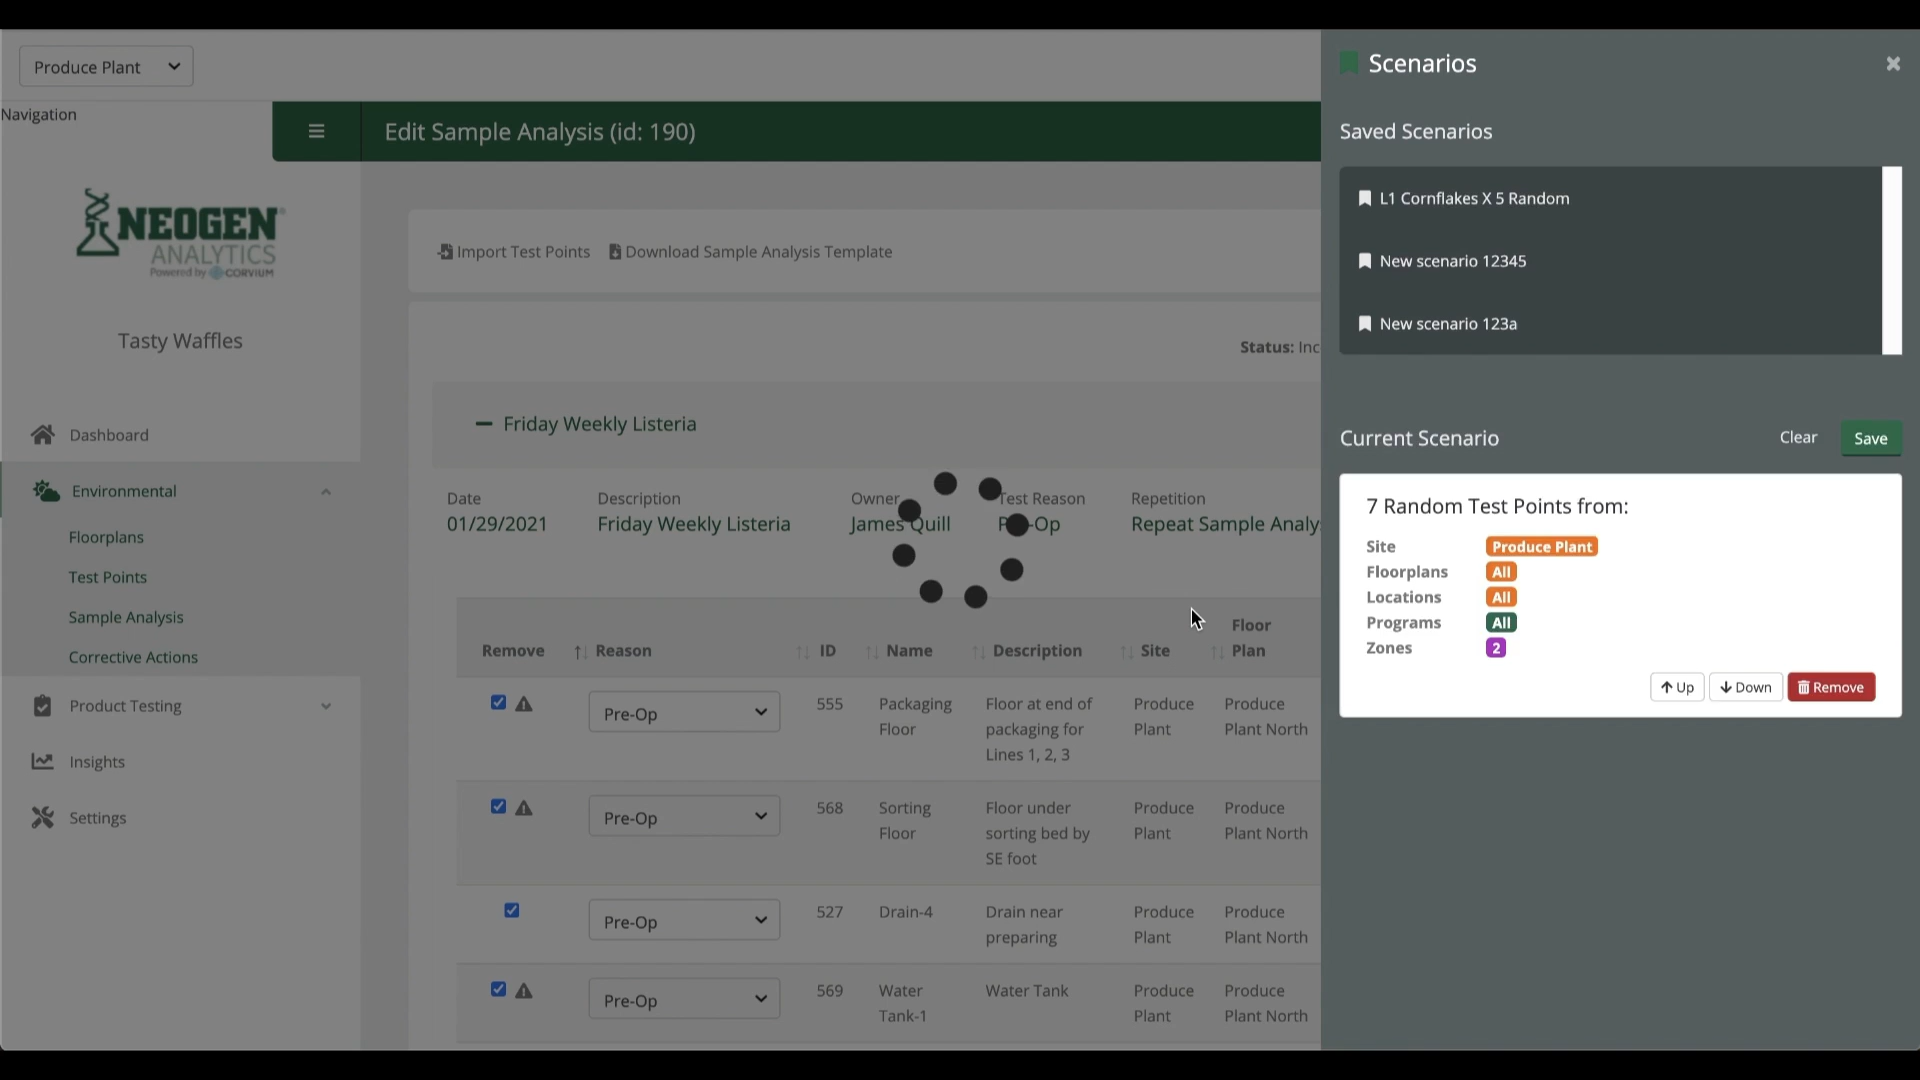 Produce Plant
Navigation
Edit Sample Analysis (id: 190)
NEOGEN®
ANALYTICS
Powered by CORVIUM
Tasty Waffles
Dashboard
Environmental
Floorplans
Test Points
Sample Analysis
Corrective Actions
Product Testing
Insights
Settings
Import Test Points Download Sample Analysis Template
Status: Inc
Friday Weekly Listeria
Date Description Owner Test Reason Repetition
01/29/2021 Friday Weekly Listeria James Quill -Op Repeat Sample Analy
Remove Reason ID Name Description Site Floor Plan
Pre-Op 555 Packaging Floor at end of Produce Produce
Floor packaging for Plant Plant North
Lines 1, 2, 3
Pre-Op 568 Sorting Floor under Produce Produce
Floor sorting bed by Plant Plant North
SE foot
Pre-Op 527 Drain-4 Drain near Produce Produce
preparing Plant Plant North
Pre-Op 569 Water Water Tank Produce Produce
Tank-1 Plant Plant North
Scenarios
Saved Scenarios
L1 Cornflakes X 5 Random
New scenario 12345
New scenario 123a
Current Scenario Clear Save
7 Random Test Points from:
Site Produce Plant
Floorplans All
Locations All
Programs All
Zones 2
Up Down Remove